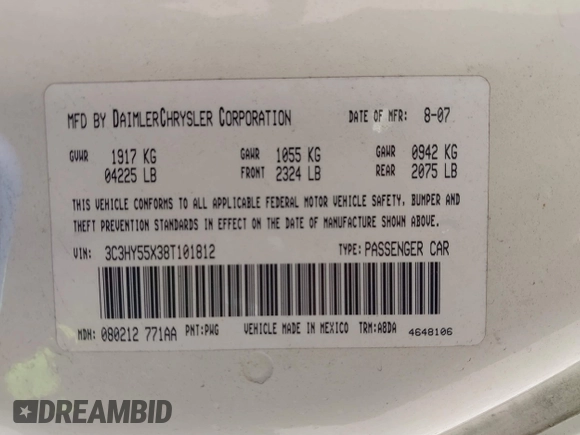 MFD BY DAIMLERCHRYSLER CORPORATION DATE OF MFR: 8-07
GVWR 1917 KG GAWR 1055 KG GAWR 0942 KG
04225 LB FRONT 2324 LB REAR 2075 LB
THIS VEHICLE CONFORMS TO ALL APPLICABLE FEDERAL MOTOR VEHICLE SAFETY, BUMPER AND
THEFT PREVENTION STANDARDS IN EFFECT ON THE DATE OF MANUFACTURE SHOWN ABOVE.
VIN: 3C3HY55X38T101812 TYPE: PASSENGER CAR
MDH: 080212 771AA PNT: PWG VEHICLE MADE IN MEXICO TRM: A8DA 4648106
DREAMBID